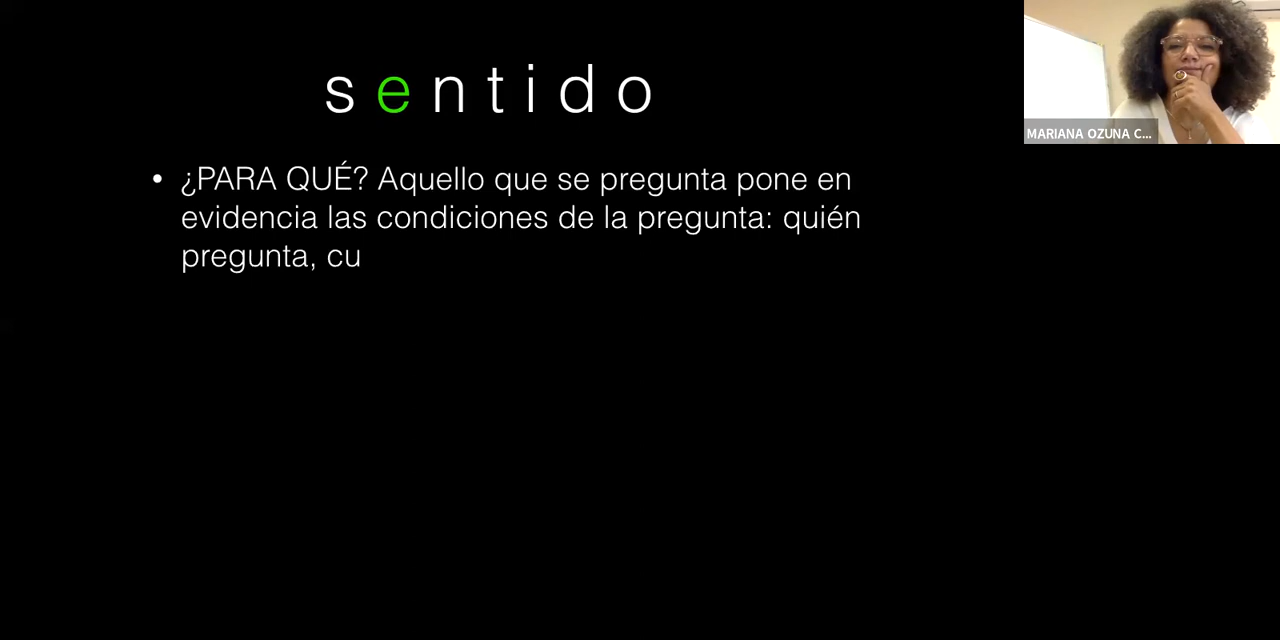 sentido
• ¿PARA QUÉ? Aquello que se pregunta pone en
evidencia las condiciones de la pregunta: quién
pregunta, cu
MARIANA OZUNA C...